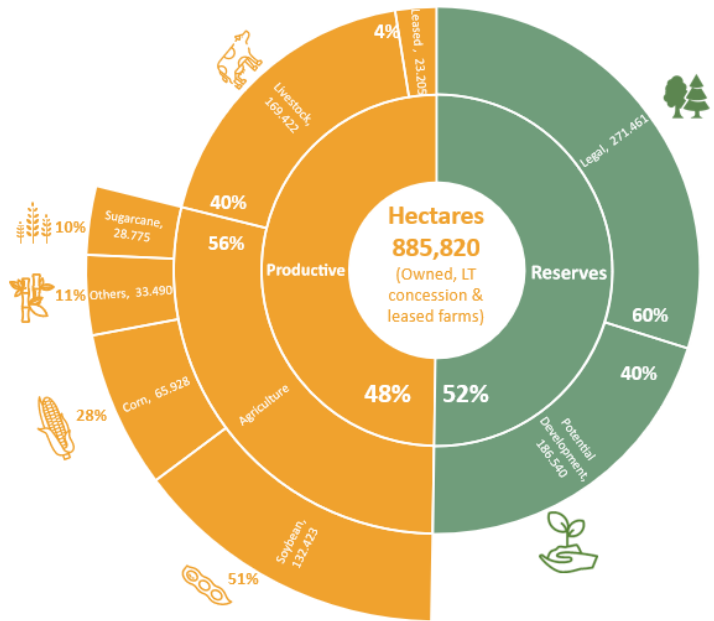 4%
Leased, 23.205
Livestock,
169.422
Legal, 271.461
40%
56%
Sugarcane,
28.775
10%
Hectares
885,820
(Owned, LT
concession &
leased farms)
Productive
Reserves
11%
Others, 33.490
60%
40%
Corn, 65.928
28%
Agriculture
48%
52%
Potential
Development,
186.540
Soybean,
132.423
51%